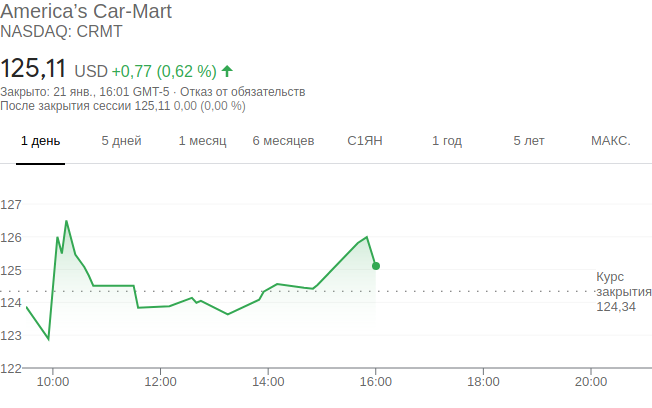 America’s Car-Mart
NASDAQ: CRMT
125,11 USD +0,77 (0,62 %)
Закрыто: 21 янв., 16:01 GMT-5 · Отказ от обязательств
После закрытия сессии 125,11 0,00 (0,00 %)
1 день 5 дней 1 месяц 6 месяцев С1ЯН 1 год 5 лет МАКС.
127
126
125
124
123
122
Курс
закрытия
124,34
10:00 12:00 14:00 16:00 18:00 20:00